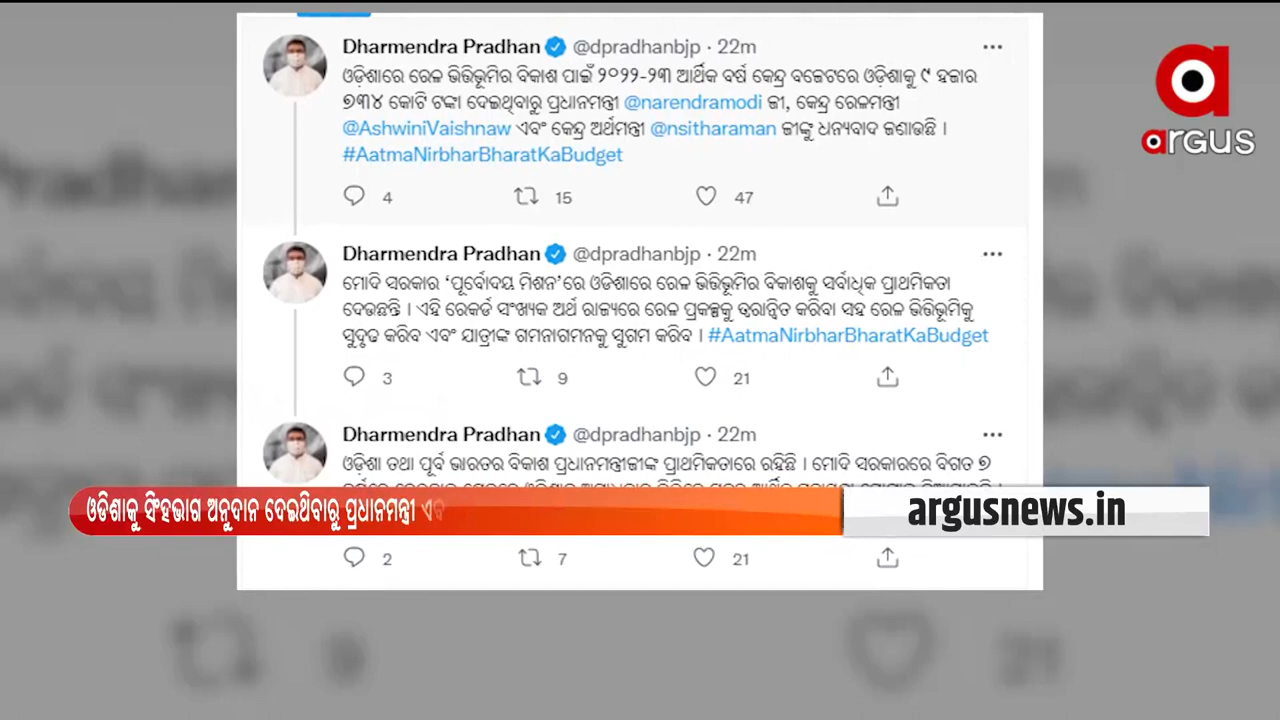 Dharmendra Pradhan @dpradhanbjp · 22m
ଓଡ଼ିଶାରେ ରେଳ ଭିତ୍ତିଭୂମିର ବିକାଶ ପାଇଁ ୨୦୨୨-୨୩ ଆର୍ଥିକ ବର୍ଷ କେନ୍ଦ୍ର ବଜେଟରେ ଓଡ଼ିଶାକୁ ୯ ହଜାର
୭୩୪ କୋଟି ଟଙ୍କା ଦେଇଥିବାରୁ ପ୍ରଧାନମନ୍ତ୍ରୀ @narendramodi ଜୀ, କେନ୍ଦ୍ର ରେଳମନ୍ତ୍ରୀ
@AshwiniVaishnaw ଏବଂ କେନ୍ଦ୍ର ଅର୍ଥମନ୍ତ୍ରୀ @nsitharaman ଜୀଙ୍କୁ ଧନ୍ୟବାଦ ଜଣାଉଛି ।
#AatmaNirbharBharatKaBudget
4 15 47
Dharmendra Pradhan @dpradhanbjp · 22m
ମୋଦି ସରକାର ‘ପୂର୍ବୋଦୟ ମିଶନ’ରେ ଓଡିଶାରେ ରେଳ ଭିତ୍ତିଭୂମିର ବିକାଶକୁ ସର୍ବାଧିକ ପ୍ରାଥମିକତା
ଦେଉଛନ୍ତି । ଏହି ରେକର୍ଡ ସଂଖ୍ୟକ ଅର୍ଥ ରାଜ୍ୟରେ ରେଳ ପ୍ରକଳ୍ପକୁ ତ୍ୱରାନ୍ୱିତ କରିବା ସହ ରେଳ ଭିତ୍ତିଭୂମିକୁ
ସୁଦୃଢ କରିବ ଏବଂ ଯାତ୍ରୀଙ୍କ ଗମନାଗମନକୁ ସୁଗମ କରିବ । #AatmaNirbharBharatKaBudget
3 9 21
Dharmendra Pradhan @dpradhanbjp · 22m
ଓଡ଼ିଶା ତଥା ପୂର୍ବ ଭାରତର ବିକାଶ ପ୍ରଧାନମନ୍ତ୍ରୀଜୀଙ୍କ ପ୍ରାଥମିକତାରେ ରହିଛି । ମୋଦି ସରକାରରେ ବିଗତ ୭
2 7 21
ଓଡିଶାକୁ ସିଂହଭାଗ ଅନୁଦାନ ଦେଇଥିବାରୁ ପ୍ରଧାନମନ୍ତ୍ରୀ
argusnews.in
argus